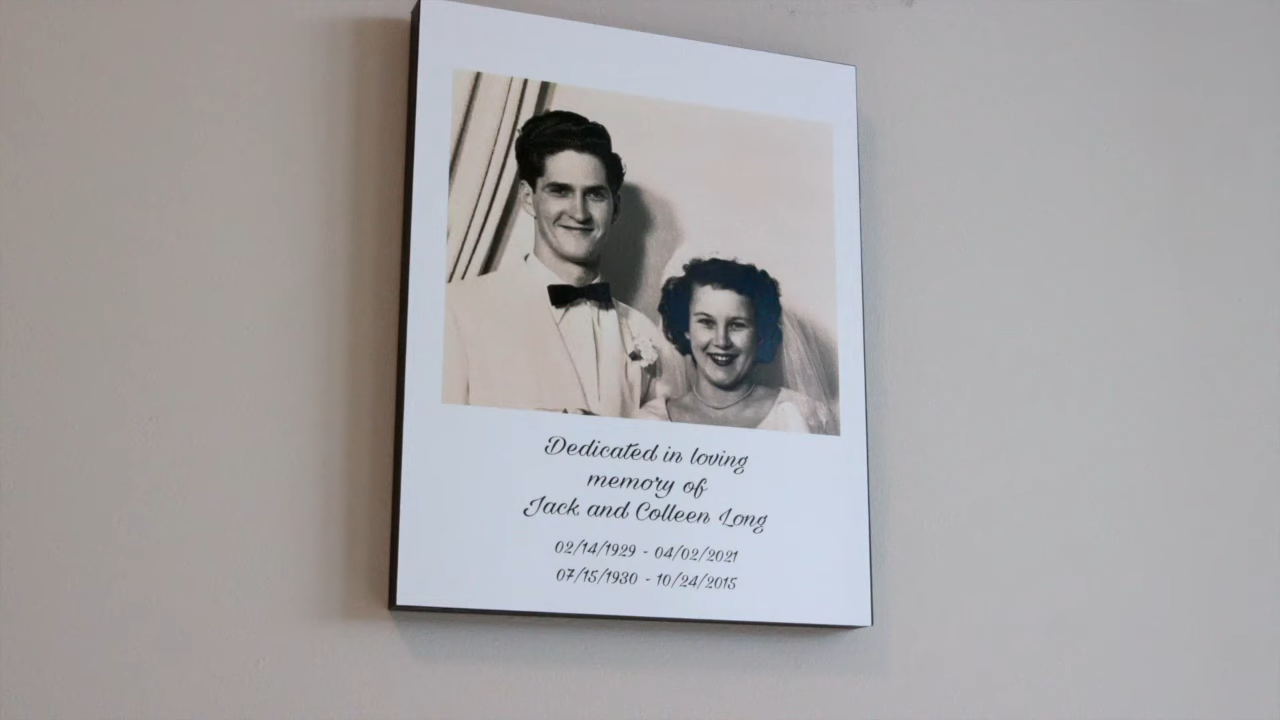 Dedicated in loving
memory of
Jack and Colleen Long
02/14/1929 - 04/02/2021
07/15/1930 - 10/24/2015